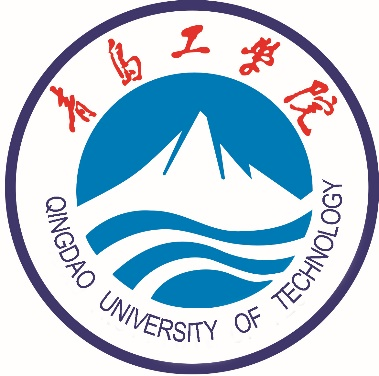 青岛工学院
QINGDAO UNIVERSITY OF TECHNOLOGY